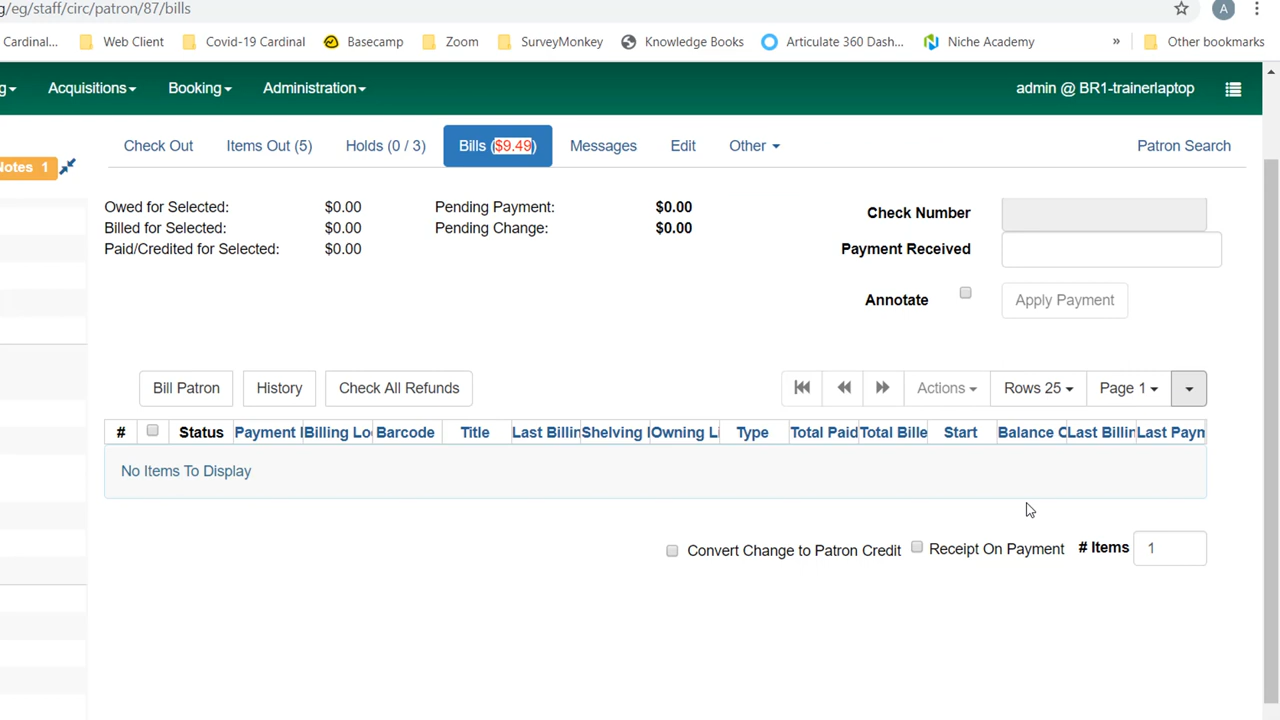 g/eg/staff/circ/patron/87/bills A
Cardinal... Web Client Covid-19 Cardinal Basecamp Zoom SurveyMonkey Knowledge Books Articulate 360 Dash... Niche Academy » Other bookmarks
g Acquisitions Booking Administration admin @ BR1-trainerlaptop
Check Out Items Out (5) Holds (0 / 3) Bills ($9.49) Messages Edit Other Patron Search
Notes 1
Owed for Selected: $0.00 Pending Payment: $0.00 Check Number
Billed for Selected: $0.00 Pending Change: $0.00
Paid/Credited for Selected: $0.00 Payment Received
Annotate Apply Payment
Bill Patron History Check All Refunds Actions Rows 25 Page 1
# Status Payment Billing Lo Barcode Title Last Billin Shelving Owning Li Type Total Paid Total Bille Start Balance Last Billin Last Paym
No Items To Display
Convert Change to Patron Credit Receipt On Payment # Items 1